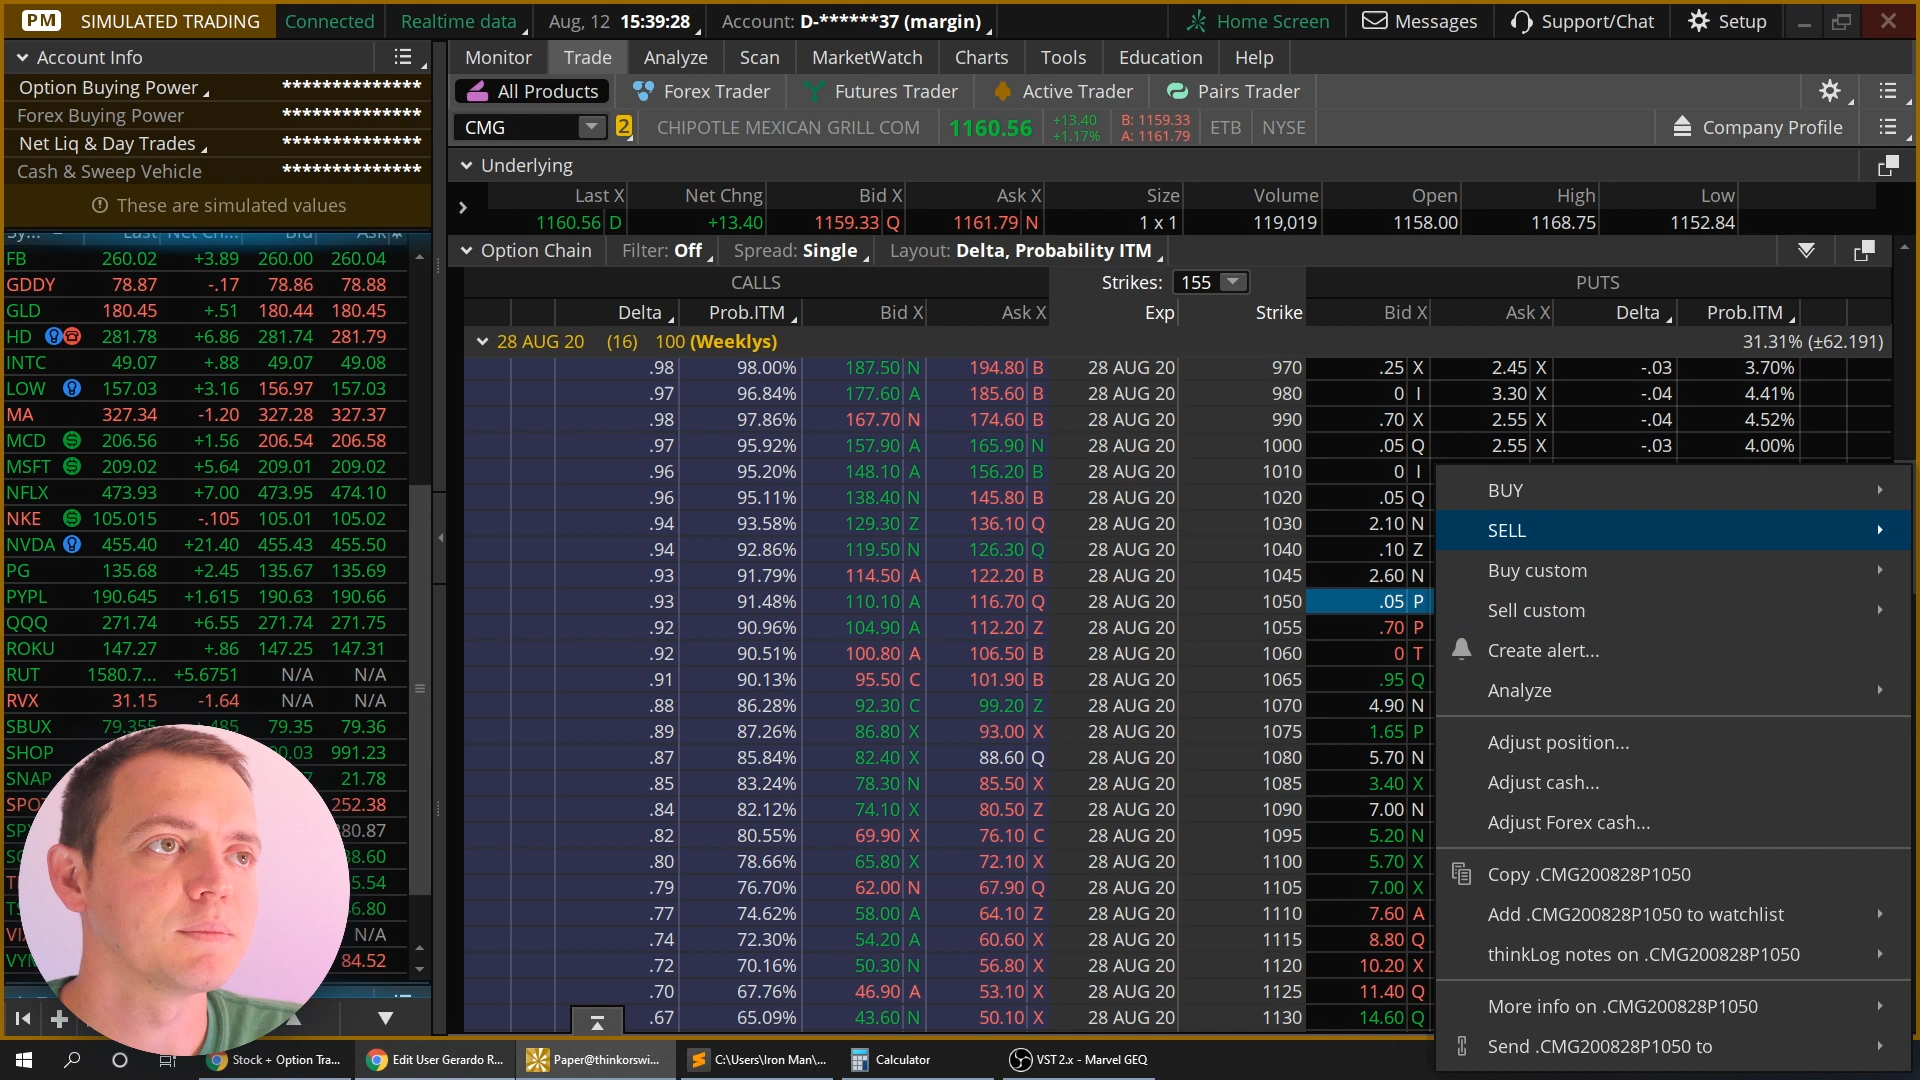 PM SIMULATED TRADING Connected Realtime data Aug, 12 15:39:28 Account: D-******37 (margin) Home Screen Messages Support/Chat Setup
Account Info
Option Buying Power **************
Forex Buying Power **************
Net Liq & Day Trades **************
Cash & Sweep Vehicle **************
These are simulated values
Sy... Last Net Ch... Bid Ask
FB 260.02 +3.89 260.00 260.04
GDDY 78.87 -.17 78.86 78.88
GLD 180.45 +.51 180.44 180.45
HD 281.78 +6.86 281.74 281.79
INTC 49.07 +.88 49.07 49.08
LOW 157.03 +3.16 156.97 157.03
MA 327.34 -1.20 327.28 327.37
MCD 206.56 +1.56 206.54 206.58
MSFT 209.02 +5.64 209.01 209.02
NFLX 473.93 +7.00 473.95 474.10
NKE 105.015 -.105 105.01 105.02
NVDA 455.40 +21.40 455.43 455.50
PG 135.68 +2.45 135.67 135.69
PYPL 190.645 +1.615 190.63 190.66
QQQ 271.74 +6.55 271.74 271.75
ROKU 147.27 +.86 147.25 147.31
RUT 1580.7... +5.6751 N/A N/A
RVX 31.15 -1.64 N/A N/A
SBUX 79.355 79.35 79.36
SHOP 991.23
SNAP 21.78
252.38
N/A
84.52
Monitor Trade Analyze Scan MarketWatch Charts Tools Education Help
All Products Forex Trader Futures Trader Active Trader Pairs Trader
CMG 2 CHIPOTLE MEXICAN GRILL COM 1160.56 +13.40 +1.17% B: 1159.33 A: 1161.79 ETB NYSE Company Profile
Underlying
Last X Net Chng Bid X Ask X Size Volume Open High Low
1160.56 D +13.40 1159.33 Q 1161.79 N 1 x 1 119,019 1158.00 1168.75 1152.84
Option Chain Filter: Off Spread: Single Layout: Delta, Probability ITM
CALLS Strikes: 155 PUTS
Delta Prob.ITM Bid X Ask X Exp Strike Bid X Ask X Delta Prob.ITM
28 AUG 20 (16) 100 (Weeklys) 31.31% (±62.191)
.98 98.00% 187.50 N 194.80 B 28 AUG 20 970 .25 X 2.45 X -.03 3.70%
.97 96.84% 177.60 A 185.60 B 28 AUG 20 980 0 I 3.30 X -.04 4.41%
.98 97.86% 167.70 N 174.60 B 28 AUG 20 990 .70 X 2.55 X -.04 4.52%
.97 95.92% 157.90 A 165.90 N 28 AUG 20 1000 .05 Q 2.55 X -.03 4.00%
.96 95.20% 148.10 A 156.20 B 28 AUG 20 1010 0 I
.96 95.11% 138.40 N 145.80 B 28 AUG 20 1020 .05 Q
.94 93.58% 129.30 Z 136.10 Q 28 AUG 20 1030 2.10 N
.94 92.86% 119.50 N 126.30 Q 28 AUG 20 1040 .10 Z
.93 91.79% 114.50 A 122.20 B 28 AUG 20 1045 2.60 N
.93 91.48% 110.10 A 116.70 Q 28 AUG 20 1050 .05 P
.92 90.96% 104.90 A 112.20 Z 28 AUG 20 1055 .70 P
.92 90.51% 100.80 A 106.50 B 28 AUG 20 1060 0 T
.91 90.13% 95.50 C 101.90 B 28 AUG 20 1065 .95 Q
.88 86.28% 92.30 C 99.20 Z 28 AUG 20 1070 4.90 N
.89 87.26% 86.80 X 93.00 X 28 AUG 20 1075 1.65 P
.87 85.84% 82.40 X 88.60 Q 28 AUG 20 1080 5.70 N
.85 83.24% 78.30 N 85.50 X 28 AUG 20 1085 3.40 X
.84 82.12% 74.10 X 80.50 Z 28 AUG 20 1090 7.00 N
.82 80.55% 69.90 X 76.10 C 28 AUG 20 1095 5.20 N
.80 78.66% 65.80 X 72.10 X 28 AUG 20 1100 5.70 X
.79 76.70% 62.00 N 67.90 Q 28 AUG 20 1105 7.00 X
.77 74.62% 58.00 A 64.10 Z 28 AUG 20 1110 7.60 A
.74 72.30% 54.20 A 60.60 X 28 AUG 20 1115 8.80 Q
.72 70.16% 50.30 N 56.80 X 28 AUG 20 1120 10.20 X
.70 67.76% 46.90 A 53.10 X 28 AUG 20 1125 11.40 Q
.67 65.09% 43.60 N 50.10 X 28 AUG 20 1130 14.60 Q
BUY
SELL
Buy custom
Sell custom
Create alert...
Analyze
Adjust position...
Adjust cash...
Adjust Forex cash...
Copy .CMG200828P1050
Add .CMG200828P1050 to watchlist
thinkLog notes on .CMG200828P1050
More info on .CMG200828P1050
Send .CMG200828P1050 to
Stock + Option Tra... Edit User Gerardo R... Paper@thinkorswi... C:\Users\Iron Man/... Calculator VST 2.x - Marvel GEQ